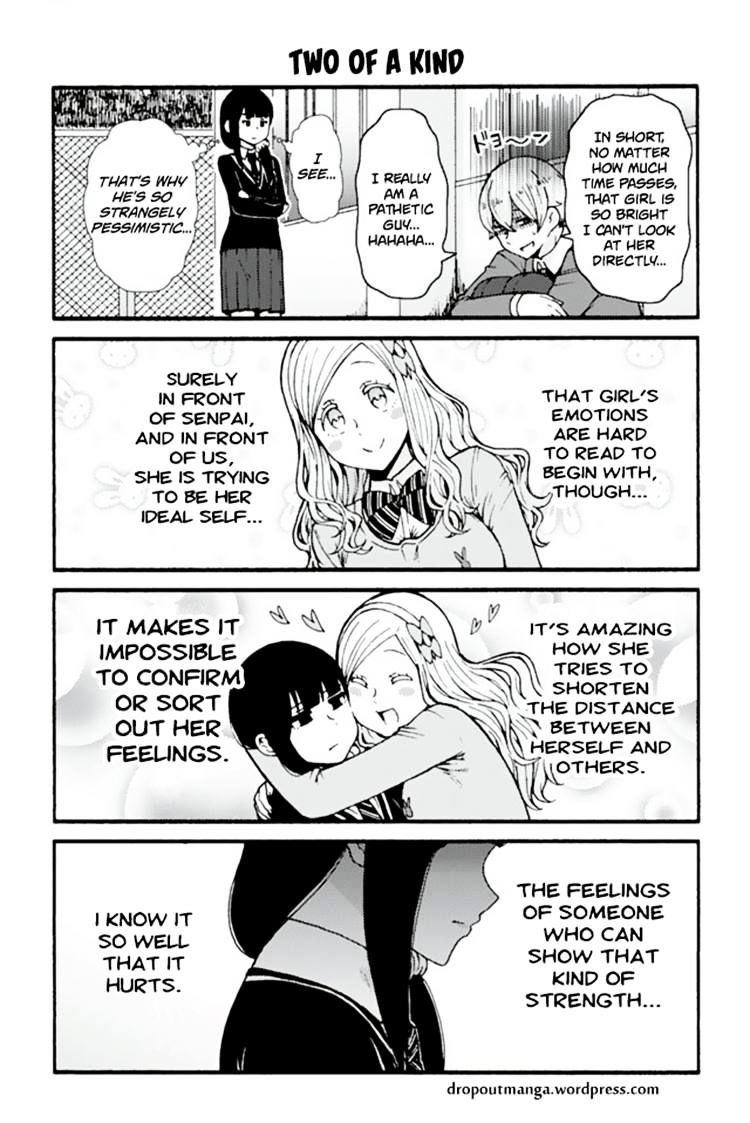 TWO OF A KIND
IN SHORT,
NO MATTER
HOW MUCH
TIME PASSES,
THAT GIRL IS
SO BRIGHT
I CAN'T LOOK
AT HER
DIRECTLY...
ドヨ〜ン
I REALLY
AM A
PATHETIC
GUY...
HAHAHA...
I
SEE...
THAT'S WHY
HE'S SO
STRANGELY
PESSIMISTIC...
THAT GIRL'S
EMOTIONS
ARE HARD
TO READ
TO BEGIN
WITH,
THOUGH...
SURELY
IN FRONT
OF SENPAI,
AND IN FRONT
OF US,
SHE IS TRYING
TO BE HER
IDEAL SELF...
IT'S AMAZING
HOW SHE
TRIES TO
SHORTEN
THE DISTANCE
BETWEEN
HERSELF AND
OTHERS.
IT MAKES IT
IMPOSSIBLE
TO CONFIRM
OR SORT
OUT HER
FEELINGS.
THE FEELINGS
OF SOMEONE
WHO CAN
SHOW THAT
KIND OF
STRENGTH...
I KNOW IT
SO WELL
THAT IT
HURTS.
dropoutmanga.wordpress.com